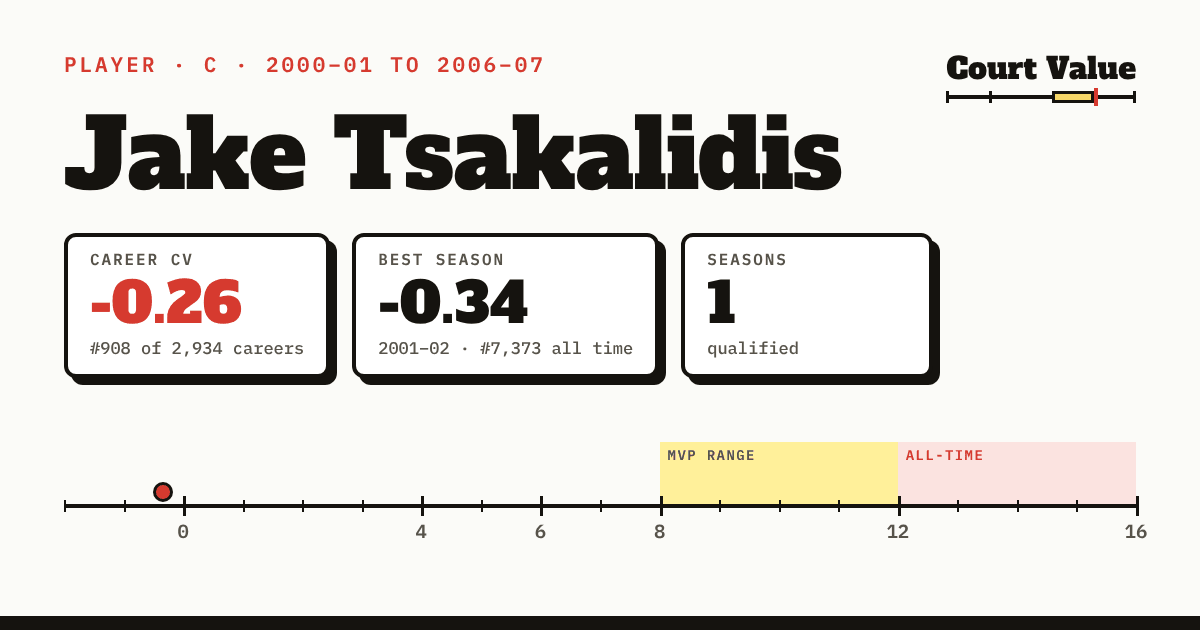 PLAYER · C · 2000–01 TO 2006–07
Court Value
Jake Tsakalidis
CAREER CV
-0.26
#908 of 2,934 careers
BEST SEASON
-0.34
2001–02 · #7,373 all time
SEASONS
1
qualified
MVP RANGE
ALL-TIME
0 4 6 8 12 16